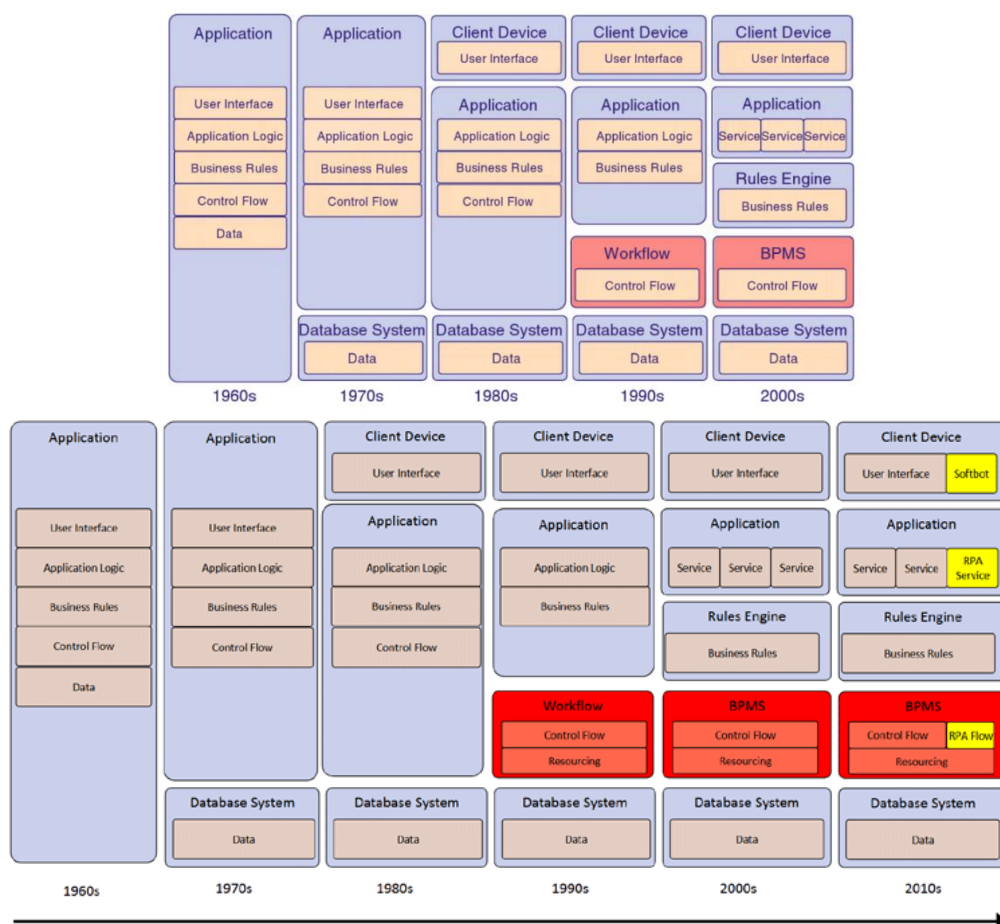 Application
Application
Client Device
Client Device
Client Device
User Interface
User Interface
User Interface
User Interface
User Interface
Application
Application
Application
Application Logic
Application Logic
Application Logic
Application Logic
Service Service Service
Business Rules
Business Rules
Business Rules
Business Rules
Rules Engine
Control Flow
Control Flow
Control Flow
Business Rules
Data
Workflow
BPMS
Control Flow
Control Flow
Database System
Database System
Database System
Database System
Data
Data
Data
Data
1960s
1970s
1980s
1990s
2000s
Application
Application
Client Device
Client Device
Client Device
Client Device
User Interface
User Interface
User Interface
User Interface
Softbot
User Interface
User Interface
Application
Application
Application
Application
Application Logic
Application Logic
Application Logic
Application Logic
Service
Service
Service
Service
Service
RPA
Service
Business Rules
Business Rules
Business Rules
Business Rules
Rules Engine
Rules Engine
Control Flow
Control Flow
Control Flow
Business Rules
Business Rules
Data
Workflow
BPMS
BPMS
Control Flow
Control Flow
Control Flow
RPA Flow
Resourcing
Resourcing
Resourcing
Database System
Database System
Database System
Database System
Database System
Data
Data
Data
Data
Data
1960s
1970s
1980s
1990s
2000s
2010s